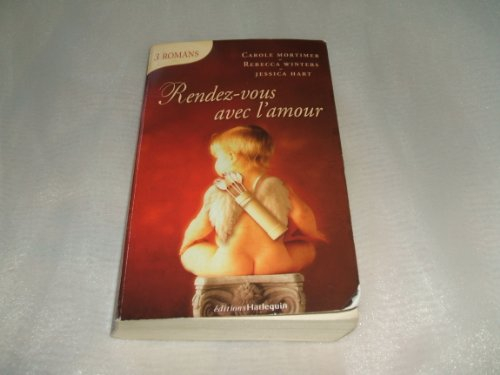 3 ROMANS
CAROLE MORTIMER
REBECCA WINTERS
JESSICA HART
Rendez-vous
avec l'amour
éditions Harlequin